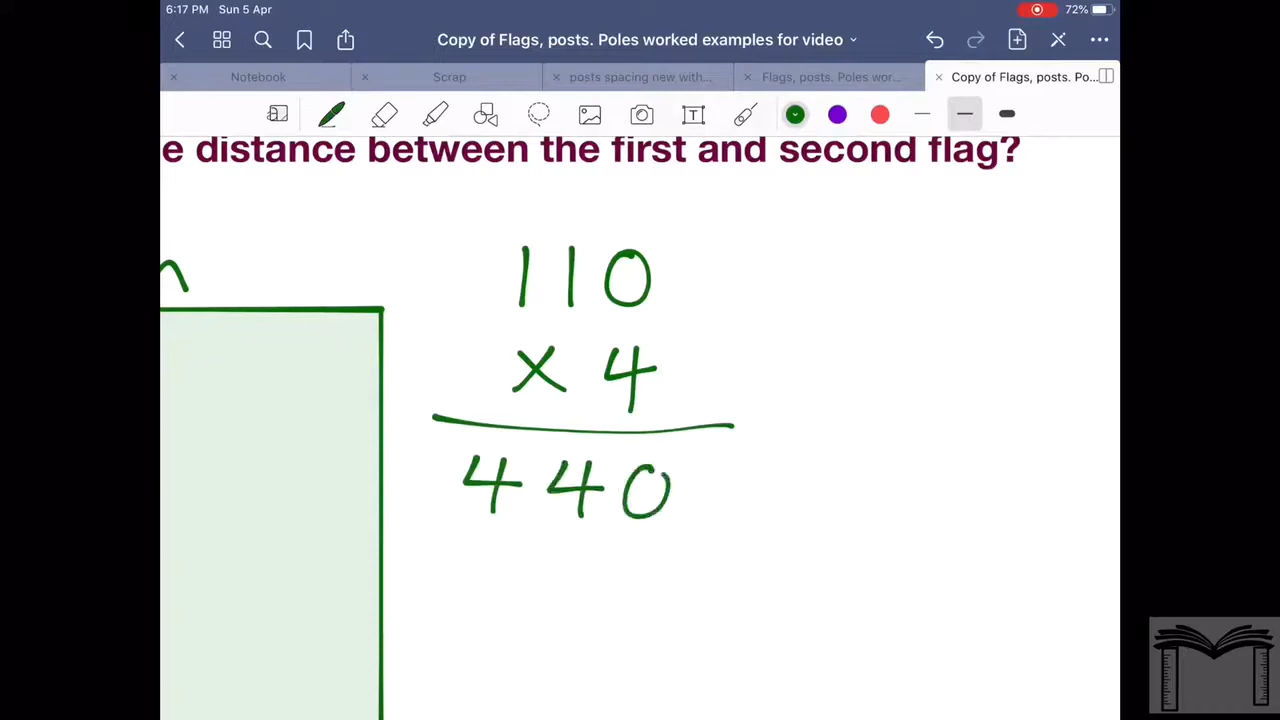 6:17 PM Sun 5 Apr 72%
Copy of Flags, posts. Poles worked examples for video
Notebook Scrap posts spacing new with... Flags, posts. Poles wor... Copy of Flags, posts. Po...
e distance between the first and second flag?
110
× 4
440